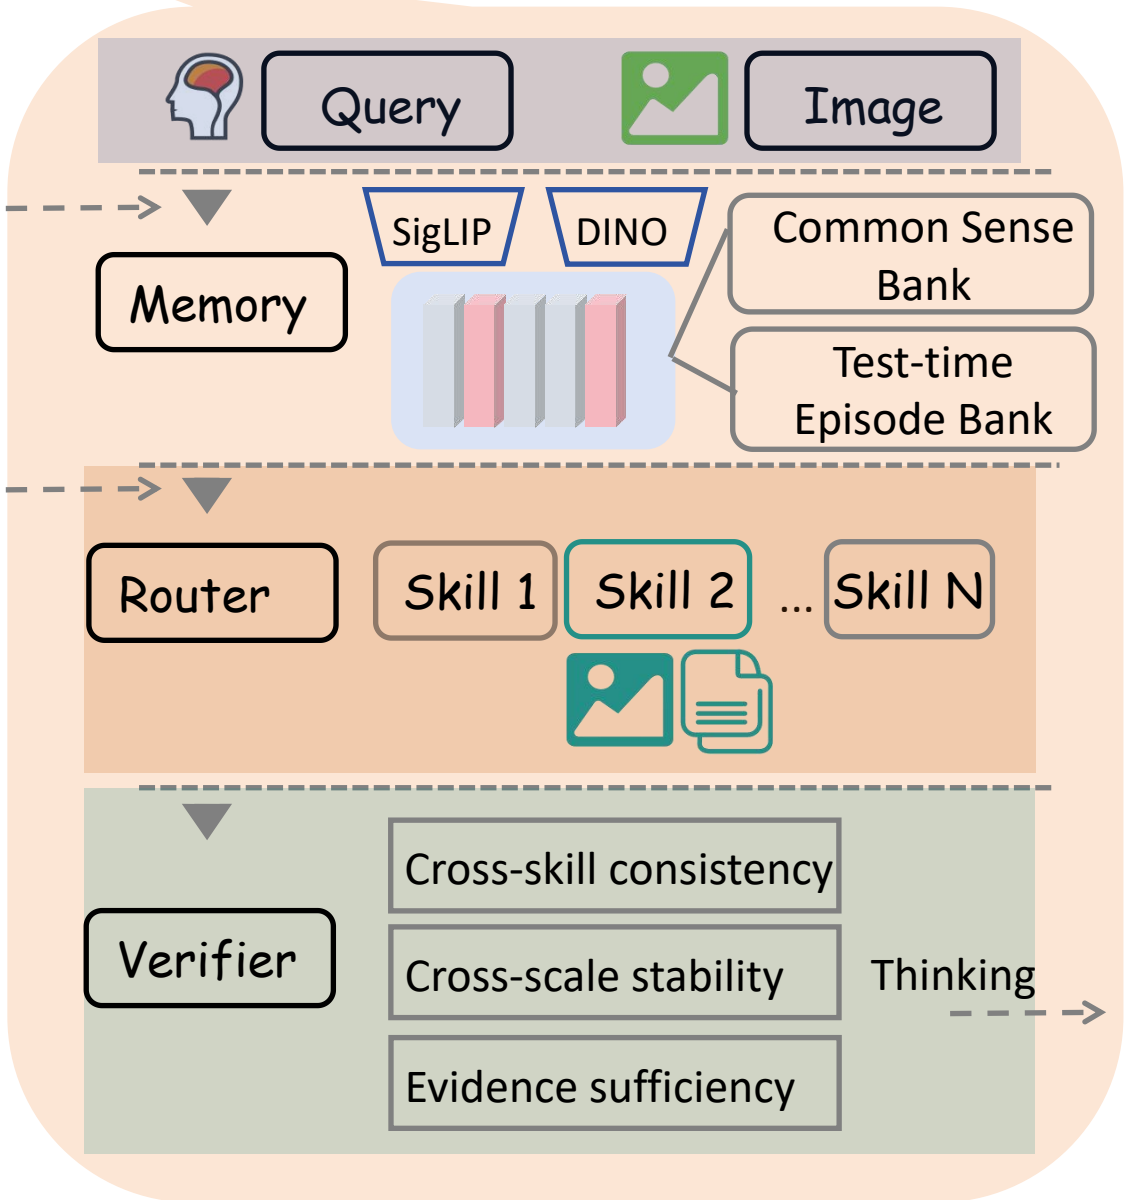 Query
Image
SigLIP
DINO
Common Sense
Bank
Memory
Test-time
Episode Bank
Router
Skill 1
Skill 2
...
Skill N
Cross-skill consistency
Verifier
Cross-scale stability
Thinking
Evidence sufficiency